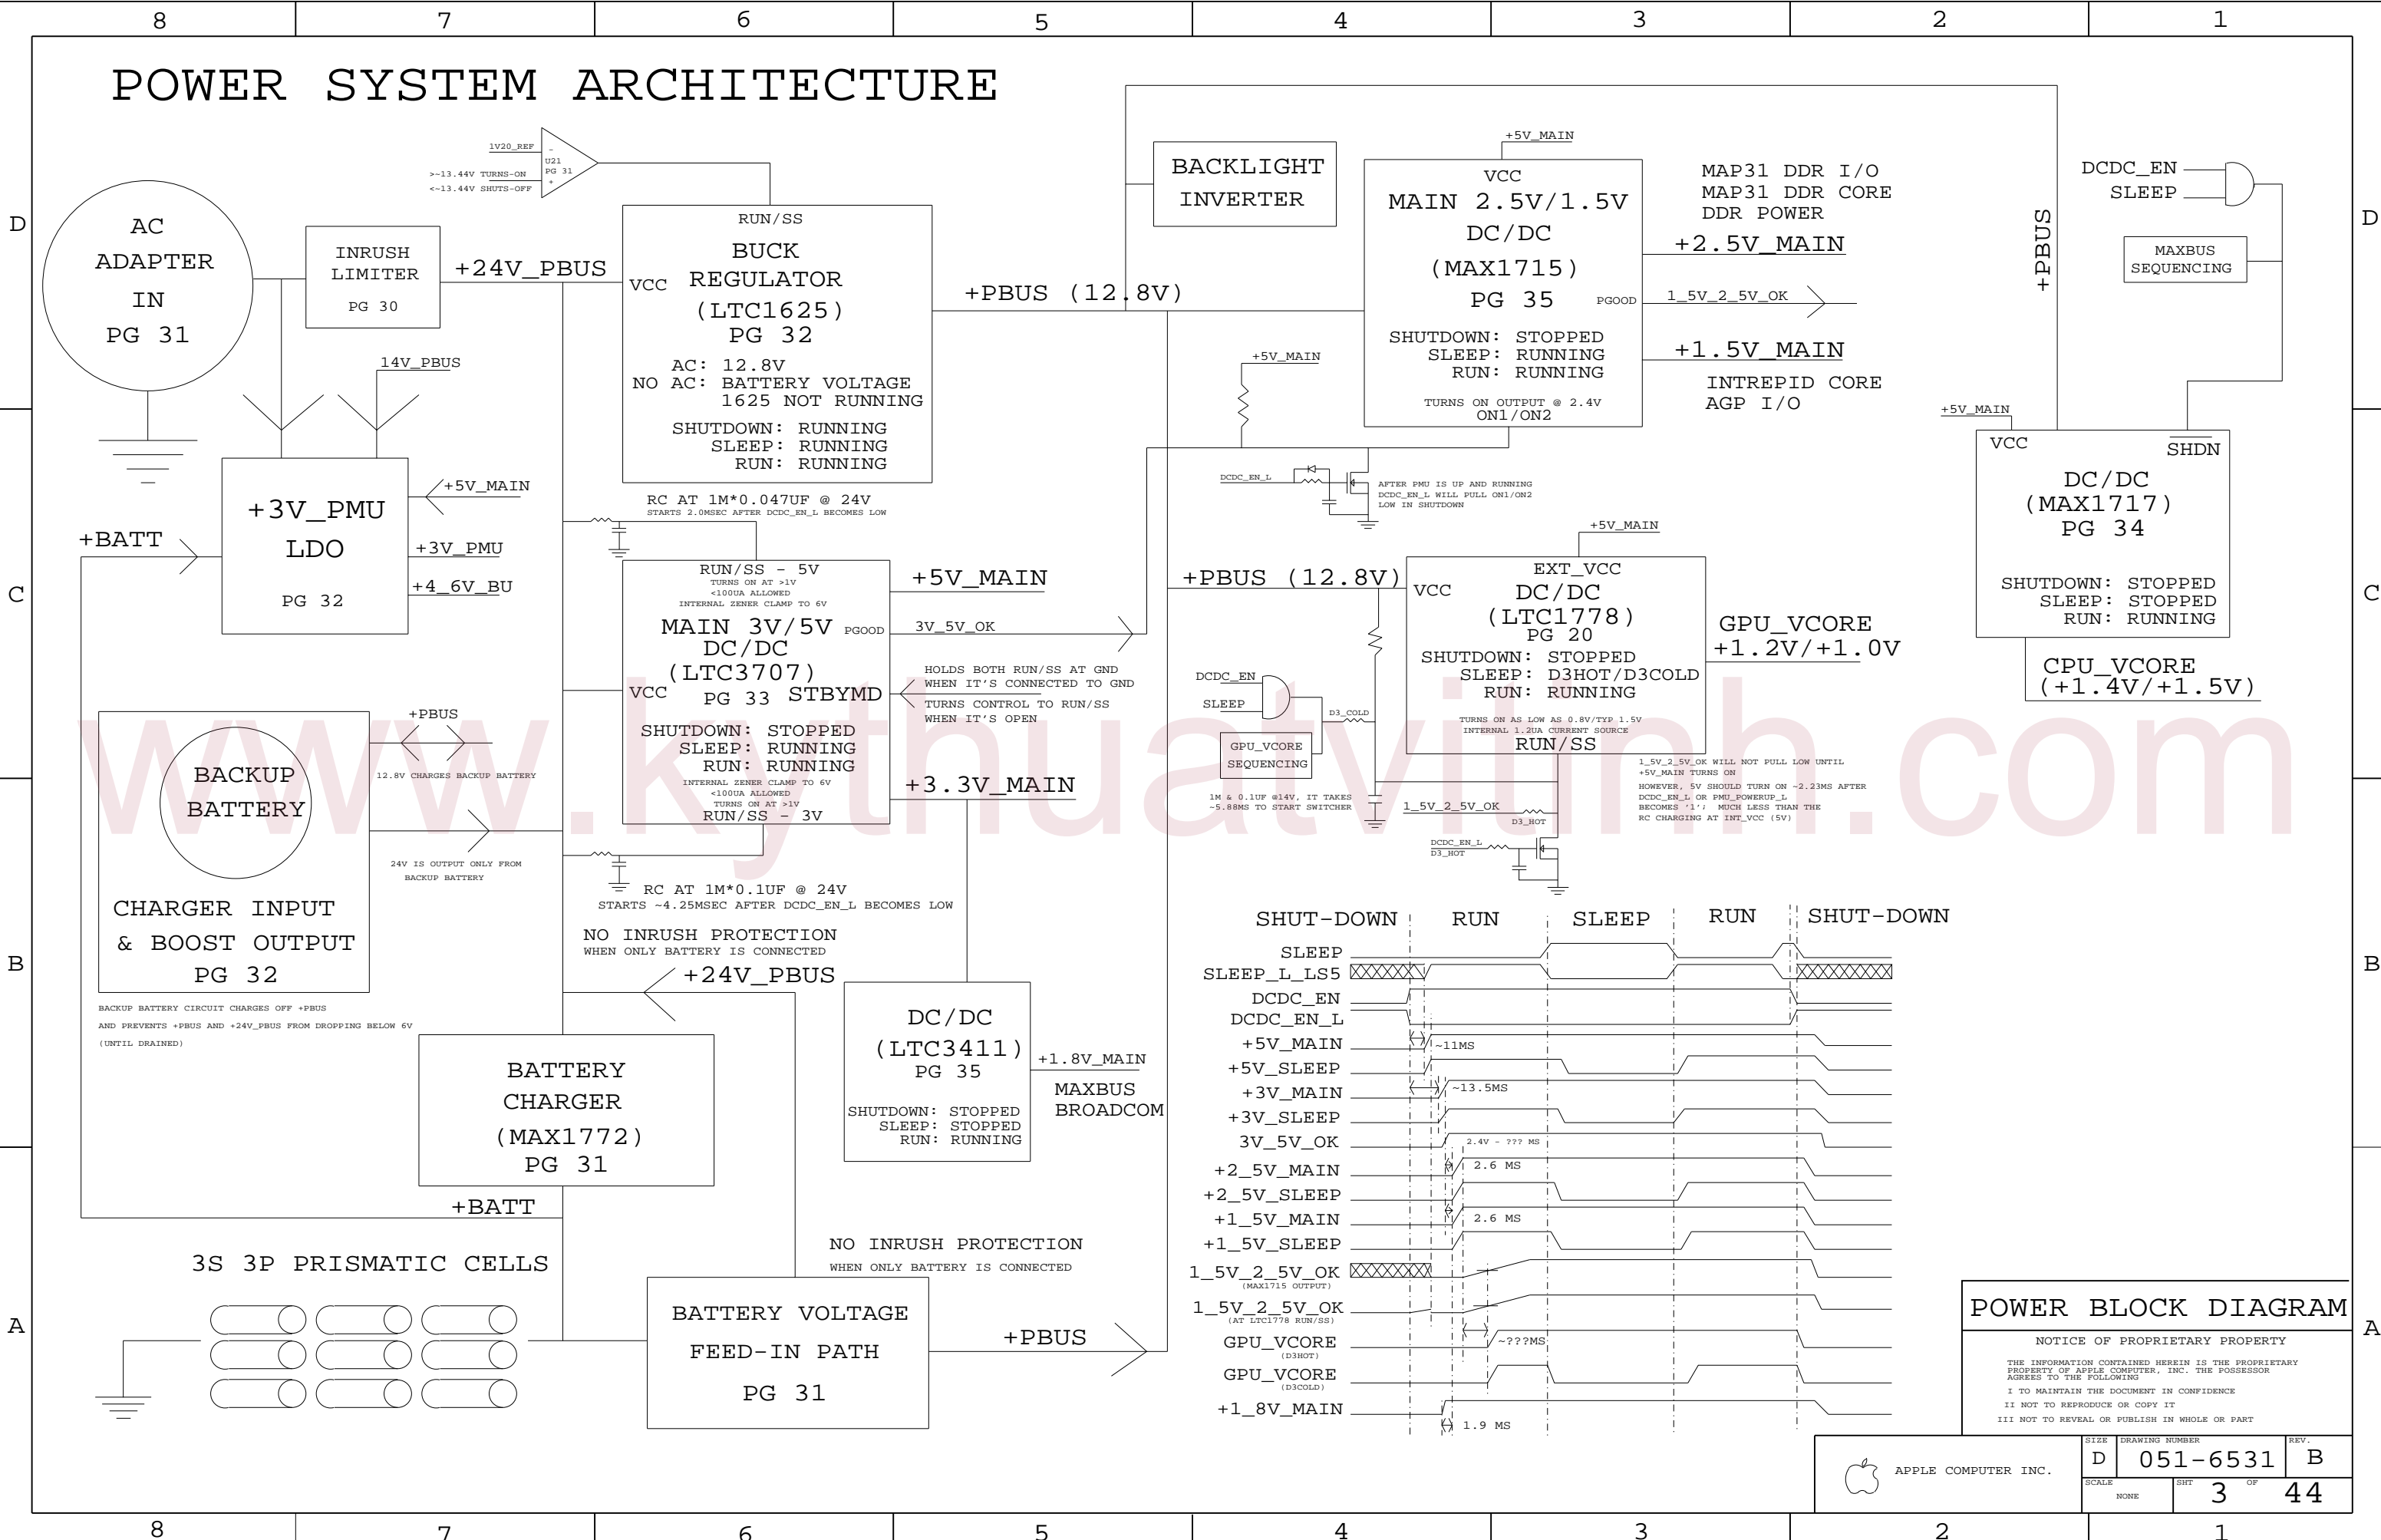 8 7 6 5 4 3 2 1
POWER SYSTEM ARCHITECTURE
D
D
C
C
B
B
A
A
AC
ADAPTER
IN
PG 31
INRUSH
LIMITER
PG 30
+24V_PBUS
1V20_REF
>~13.44V TURNS-ON
<~13.44V SHUTS-OFF
-
U21
PG 31
+
RUN/SS
BUCK
REGULATOR
VCC
(LTC1625)
PG 32
AC: 12.8V
NO AC: BATTERY VOLTAGE
1625 NOT RUNNING
SHUTDOWN: RUNNING
SLEEP: RUNNING
RUN: RUNNING
+PBUS (12.8V)
14V_PBUS
+3V_PMU
LDO
PG 32
+BATT
+5V_MAIN
+3V_PMU
+4_6V_BU
RC AT 1M*0.047UF @ 24V
STARTS 2.0MSEC AFTER DCDC_EN_L BECOMES LOW
RUN/SS - 5V
TURNS ON AT >1V
<100UA ALLOWED
INTERNAL ZENER CLAMP TO 6V
MAIN 3V/5V
PGOOD
DC/DC
(LTC3707)
VCC
PG 33
STBYMD
SHUTDOWN: STOPPED
SLEEP: RUNNING
RUN: RUNNING
INTERNAL ZENER CLAMP TO 6V
<100UA ALLOWED
TURNS ON AT >1V
RUN/SS - 3V
+5V_MAIN
3V_5V_OK
HOLDS BOTH RUN/SS AT GND
WHEN IT'S CONNECTED TO GND
TURNS CONTROL TO RUN/SS
WHEN IT'S OPEN
+3.3V_MAIN
RC AT 1M*0.1UF @ 24V
STARTS ~4.25MSEC AFTER DCDC_EN_L BECOMES LOW
BACKUP
BATTERY
CHARGER INPUT
& BOOST OUTPUT
PG 32
+PBUS
12.8V CHARGES BACKUP BATTERY
24V IS OUTPUT ONLY FROM
BACKUP BATTERY
BACKUP BATTERY CIRCUIT CHARGES OFF +PBUS
AND PREVENTS +PBUS AND +24V_PBUS FROM DROPPING BELOW 6V
(UNTIL DRAINED)
NO INRUSH PROTECTION
WHEN ONLY BATTERY IS CONNECTED
+24V_PBUS
BATTERY
CHARGER
(MAX1772)
PG 31
+BATT
3S 3P PRISMATIC CELLS
DC/DC
(LTC3411)
PG 35
SHUTDOWN: STOPPED
SLEEP: STOPPED
RUN: RUNNING
+1.8V_MAIN
MAXBUS
BROADCOM
NO INRUSH PROTECTION
WHEN ONLY BATTERY IS CONNECTED
BATTERY VOLTAGE
FEED-IN PATH
PG 31
+PBUS
BACKLIGHT
INVERTER
+5V_MAIN
VCC
MAIN 2.5V/1.5V
DC/DC
(MAX1715)
PG 35
PGOOD
SHUTDOWN: STOPPED
SLEEP: RUNNING
RUN: RUNNING
TURNS ON OUTPUT @ 2.4V
ON1/ON2
MAP31 DDR I/O
MAP31 DDR CORE
DDR POWER
+2.5V_MAIN
1_5V_2_5V_OK
+1.5V_MAIN
INTREPID CORE
AGP I/O
+5V_MAIN
DCDC_EN_L
AFTER PMU IS UP AND RUNNING
DCDC_EN_L WILL PULL ON1/ON2
LOW IN SHUTDOWN
+PBUS (12.8V)
+5V_MAIN
EXT_VCC
VCC
DC/DC
(LTC1778)
PG 20
SHUTDOWN: STOPPED
SLEEP: D3HOT/D3COLD
RUN: RUNNING
TURNS ON AS LOW AS 0.8V/TYP 1.5V
INTERNAL 1.2UA CURRENT SOURCE
RUN/SS
GPU_VCORE
+1.2V/+1.0V
DCDC_EN
SLEEP
D3_COLD
GPU_VCORE
SEQUENCING
1M & 0.1UF @14V, IT TAKES
~5.88MS TO START SWITCHER
1_5V_2_5V_OK
D3_HOT
DCDC_EN_L
D3_HOT
1_5V_2_5V_OK WILL NOT PULL LOW UNTIL
+5V_MAIN TURNS ON
HOWEVER, 5V SHOULD TURN ON ~2.23MS AFTER
DCDC_EN_L OR PMU_POWERUP_L
BECOMES '1'; MUCH LESS THAN THE
RC CHARGING AT INT_VCC (5V)
+PBUS
DCDC_EN
SLEEP
MAXBUS
SEQUENCING
+5V_MAIN
VCC
SHDN
DC/DC
(MAX1717)
PG 34
SHUTDOWN: STOPPED
SLEEP: STOPPED
RUN: RUNNING
CPU_VCORE
(+1.4V/+1.5V)
SHUT-DOWN RUN SLEEP RUN SHUT-DOWN
SLEEP
SLEEP_L_LS5
DCDC_EN
DCDC_EN_L
+5V_MAIN
~11MS
+5V_SLEEP
+3V_MAIN
~13.5MS
+3V_SLEEP
3V_5V_OK
2.4V - ??? MS
+2_5V_MAIN
2.6 MS
+2_5V_SLEEP
+1_5V_MAIN
2.6 MS
+1_5V_SLEEP
1_5V_2_5V_OK
(MAX1715 OUTPUT)
1_5V_2_5V_OK
(AT LTC1778 RUN/SS)
GPU_VCORE
(D3HOT)
~???MS
GPU_VCORE
(D3COLD)
+1_8V_MAIN
1.9 MS
POWER BLOCK DIAGRAM
NOTICE OF PROPRIETARY PROPERTY
THE INFORMATION CONTAINED HEREIN IS THE PROPRIETARY
PROPERTY OF APPLE COMPUTER, INC. THE POSSESSOR
AGREES TO THE FOLLOWING
I TO MAINTAIN THE DOCUMENT IN CONFIDENCE
II NOT TO REPRODUCE OR COPY IT
III NOT TO REVEAL OR PUBLISH IN WHOLE OR PART
APPLE COMPUTER INC.
SIZE
D
DRAWING NUMBER
051-6531
REV.
B
SCALE
NONE
SHT
3
OF
44
8 7 6 5 4 3 2 1
www.kythuatvitinh.com